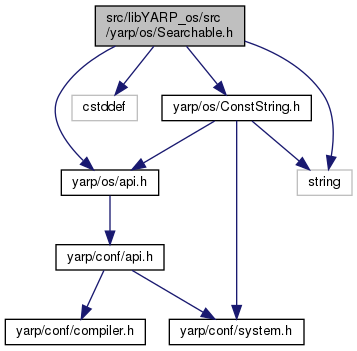 src/libYARP_os/src
/yarp/os/Searchable.h
cstddef
yarp/os/ConstString.h
yarp/os/api.h
string
yarp/conf/api.h
yarp/conf/compiler.h
yarp/conf/system.h